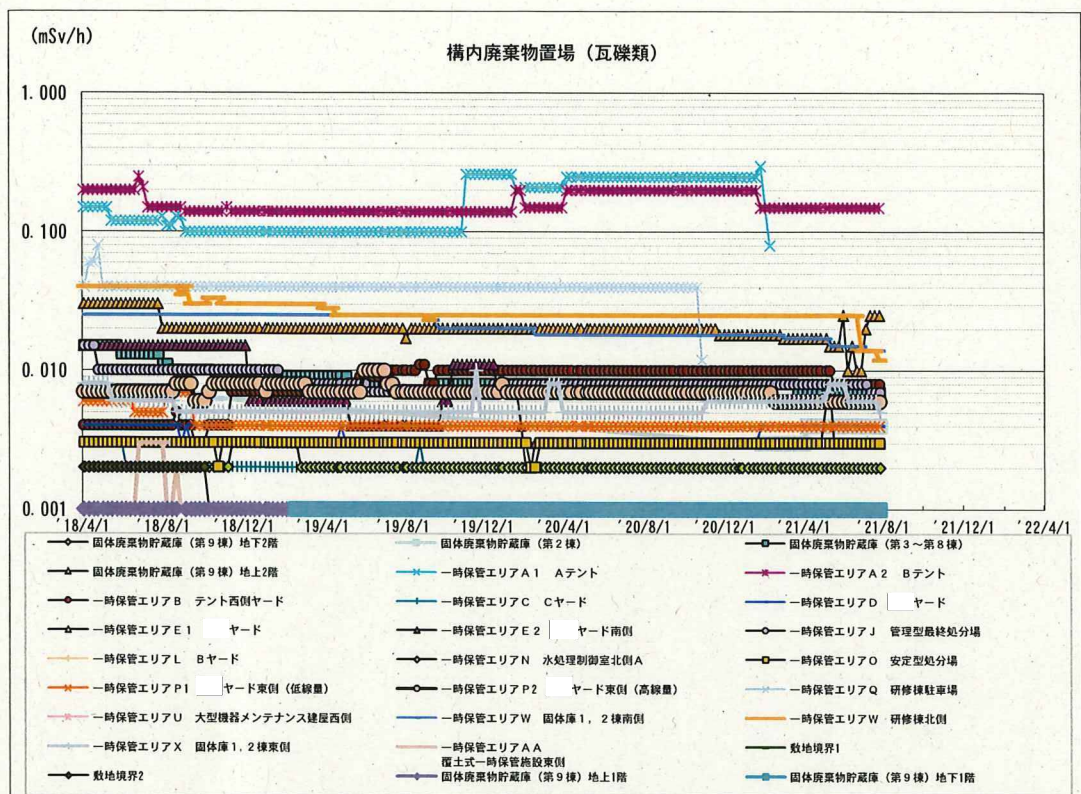 (mSv/h)
構内廃棄物置場（瓦礫類）
1.000
0.100
0.010
0.001
'18/4/1 '18/8/1 '18/12/1 '19/4/1 '19/8/1 '19/12/1 '20/4/1 '20/8/1 '20/12/1 '21/4/1 '21/8/1 '21/12/1 '22/4/1
固体廃棄物貯蔵庫（第9棟）地下2階 固体廃棄物貯蔵庫（第2棟） 固体廃棄物貯蔵庫（第3～第8棟）
固体廃棄物貯蔵庫（第9棟）地上2階 一時保管エリアA1 Aテント 一時保管エリアA2 Bテント
一時保管エリアB テント西側ヤード 一時保管エリアC Cヤード 一時保管エリアD ヤード
一時保管エリアE1 ヤード 一時保管エリアE2 ヤード南側 一時保管エリアJ 管理型最終処分場
一時保管エリアL Bヤード 一時保管エリアN 水処理制御室北側A 一時保管エリアO 安定型処分場
一時保管エリアP1 ヤード東側（低線量） 一時保管エリアP2 ヤード東側（高線量） 一時保管エリアQ 研修棟駐車場
一時保管エリアU 大型機器メンテナンス建屋西側 一時保管エリアW 固体庫1，2棟南側 一時保管エリアW 研修棟北側
一時保管エリアX 固体庫1，2棟東側 一時保管エリアAA 敷地境界1
覆土式一時保管施設東側
敷地境界2 固体廃棄物貯蔵庫（第9棟）地上1階 固体廃棄物貯蔵庫（第9棟）地下1階